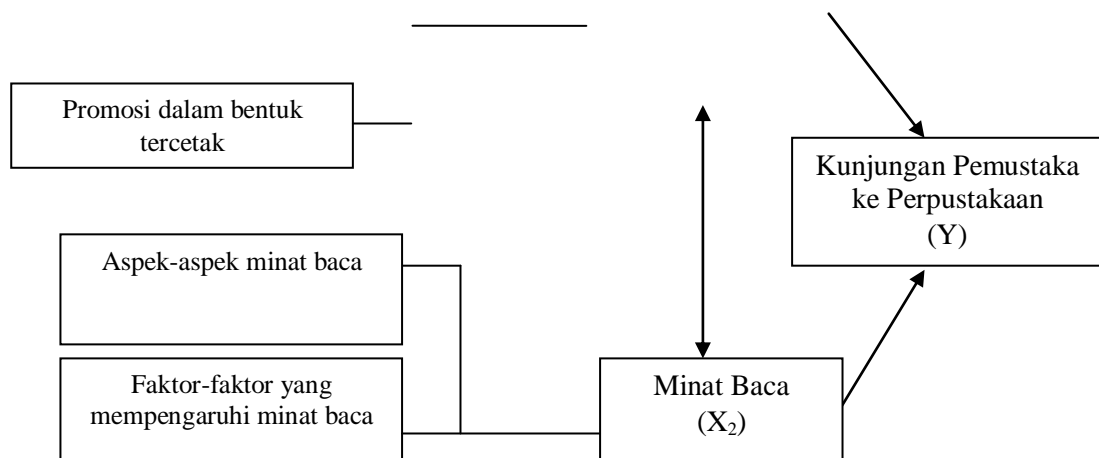 Promosi dalam bentuk
tercetak
Kunjungan Pemustaka
ke Perpustakaan
(Y)
Aspek-aspek minat baca
Faktor-faktor yang
mempengaruhi minat baca
Minat Baca
(X₂)